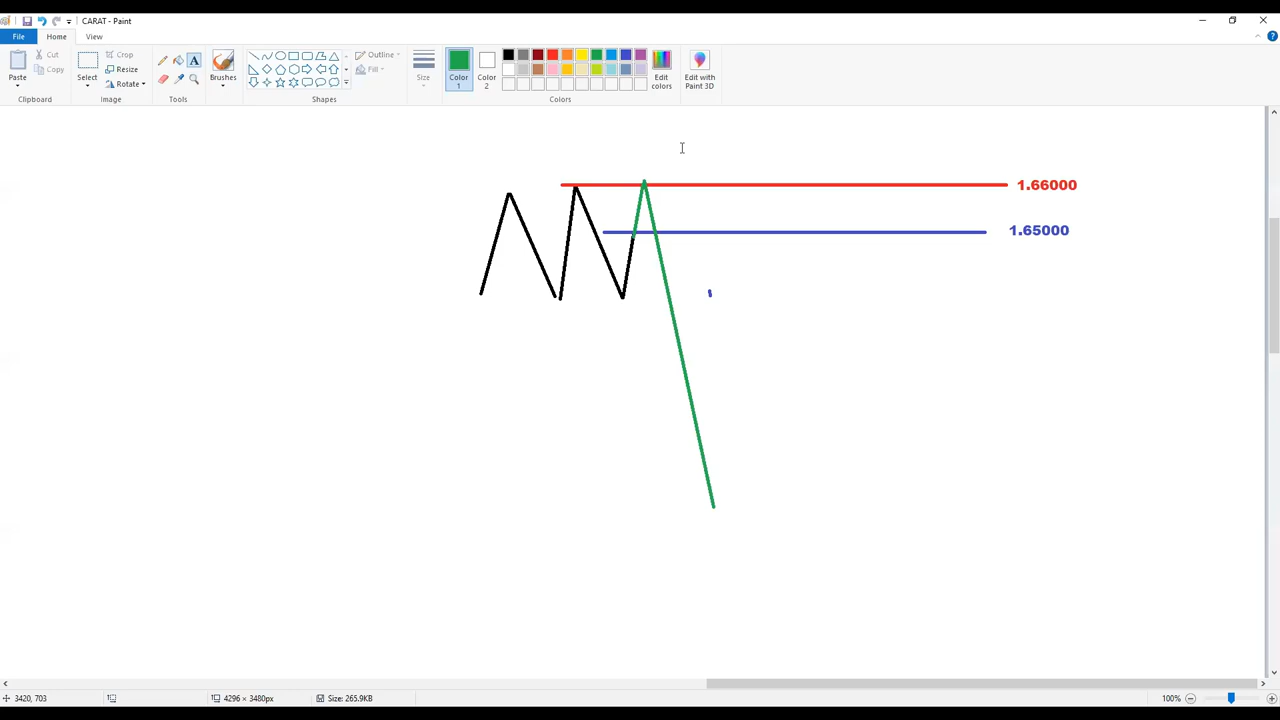 CARAT - Paint
File Home View
Paste
Cut
Copy
Clipboard
Select
Crop
Resize
Rotate
Image
A
Tools
Brushes
Shapes
Outline
Fill
Size
Color 1
Color 2
Colors
Edit colors
Edit with Paint 3D
1.66000
1.65000
3420, 703
4296 × 3480px
Size: 265.9KB
100%